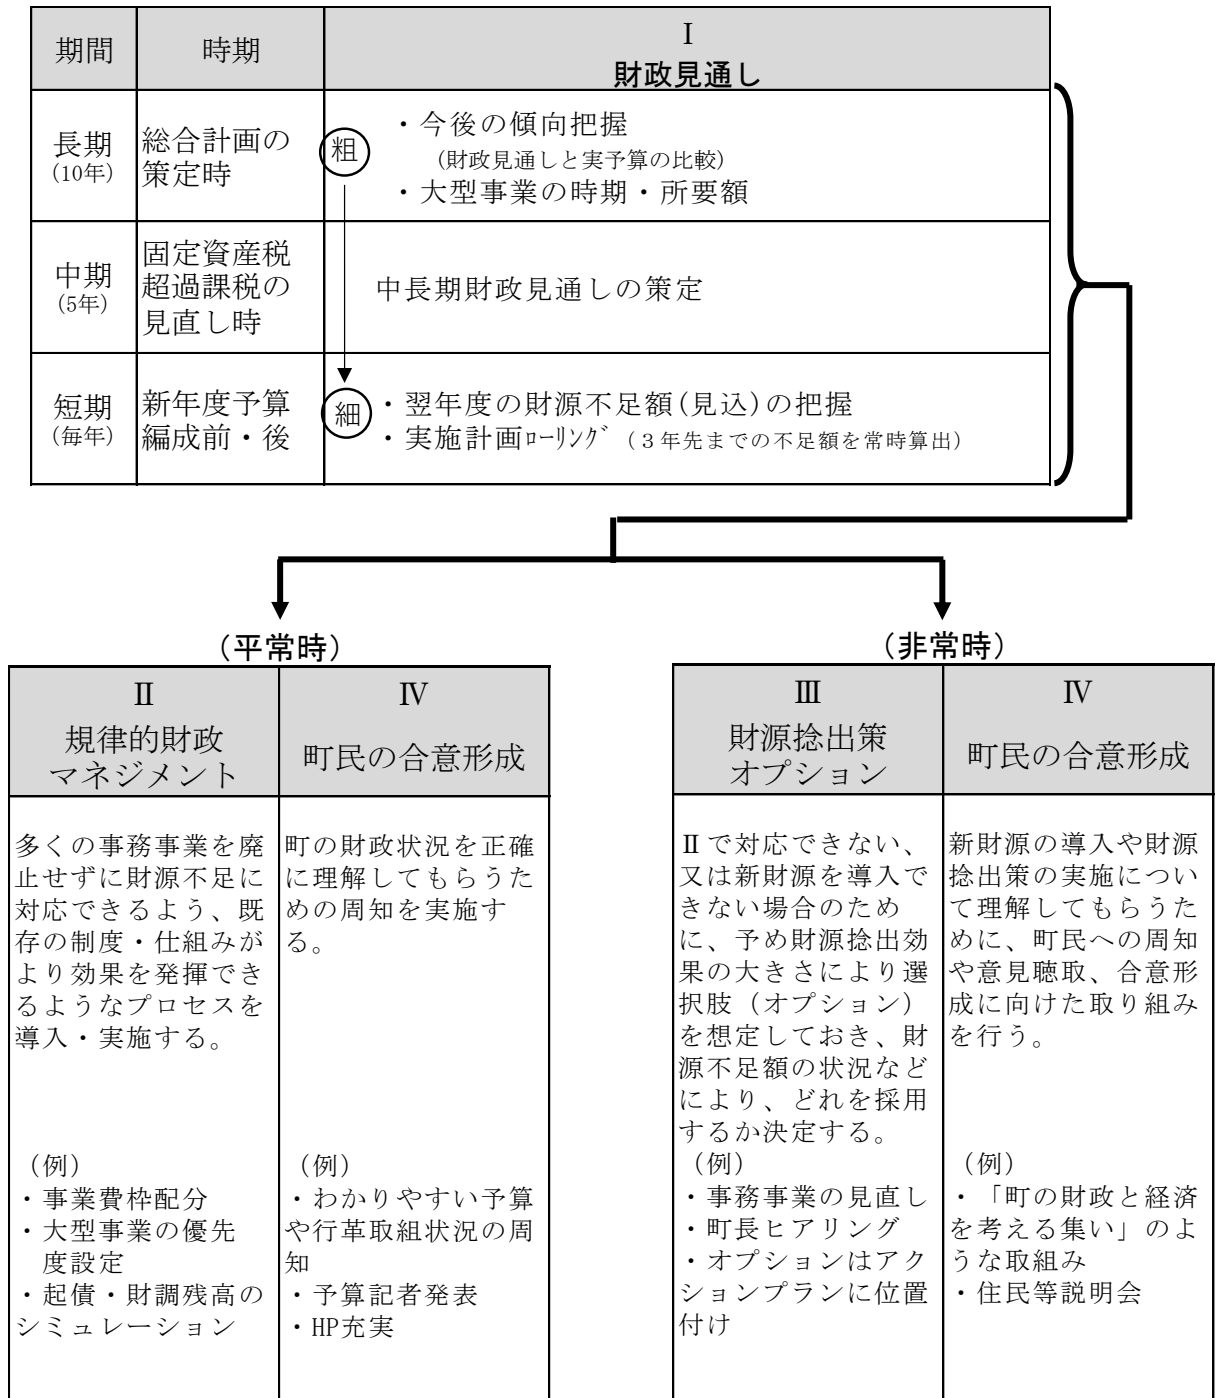 期間
時期
Ⅰ
財政見通し
長期
(10年)
総合計画の
策定時
粗
・今後の傾向把握
(財政見通しと実予算の比較)
・大型事業の時期・所要額
中期
(5年)
固定資産税
超過課税の
見直し時
中長期財政見通しの策定
短期
(毎年)
新年度予算
編成前・後
細
・翌年度の財源不足額(見込)の把握
・実施計画ﾛｰﾘﾝｸﾞ(3年先までの不足額を常時算出)
(平常時)
Ⅱ
規律的財政
マネジメント
Ⅳ
町民の合意形成
多くの事務事業を廃
止せずに財源不足に
対応できるよう、既
存の制度・仕組みが
より効果を発揮でき
るようなプロセスを
導入・実施する。
(例)
・事業費枠配分
・大型事業の優先
度設定
・起債・財調残高の
シミュレーション
町の財政状況を正確
に理解してもらうた
めの周知を実施す
る。
(例)
・わかりやすい予算
や行革取組状況の周
知
・予算記者発表
・HP充実
(非常時)
Ⅲ
財源捻出策
オプション
Ⅳ
町民の合意形成
Ⅱで対応できない、
又は新財源を導入で
きない場合のため
に、予め財源捻出効
果の大きさにより選
択肢（オプション）
を想定しておき、財
源不足額の状況など
により、どれを採用
するか決定する。
(例)
・事務事業の見直し
・町長ヒアリング
・オプションはアク
ションプランに位置
付け
新財源の導入や財源
捻出策の実施につい
て理解してもらうた
めに、町民への周知
や意見聴取、合意形
成に向けた取り組み
を行う。
(例)
・「町の財政と経済
を考える集い」のよ
うな取組み
・住民等説明会